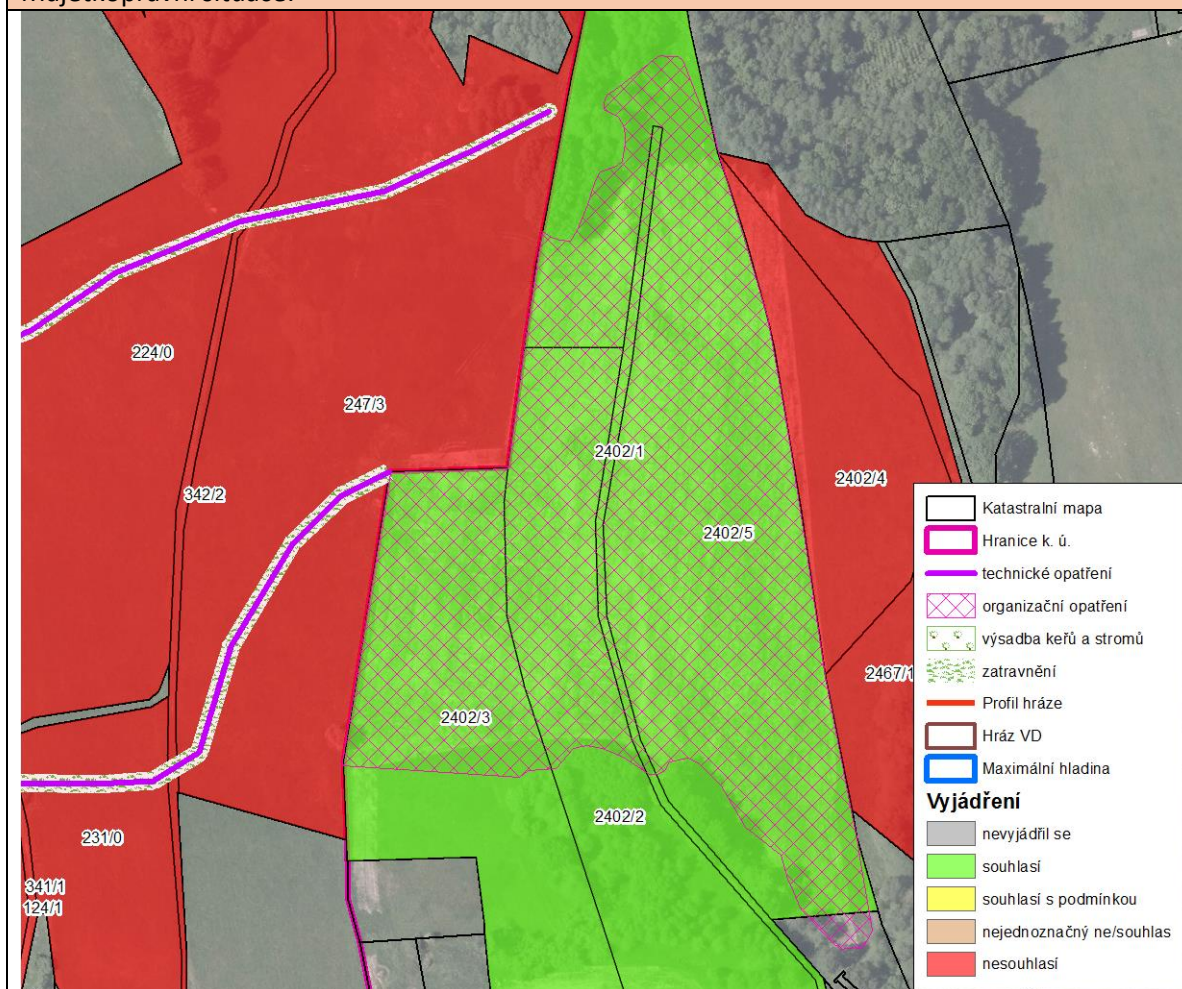 majetkoprávní situace:
224/0
247/3
2402/1
342/2
2402/4
2402/5
2467/1
2402/3
2402/2
231/0
341/1
124/1
Katastralní mapa
Hranice k. ú.
technické opatření
organizační opatření
výsadba keřů a stromů
zatravnění
Profil hráze
Hráz VD
Maximální hladina
Vyjádření
nevyjádřil se
souhlasí
souhlasí s podmínkou
nejednoznačný ne/souhlas
nesouhlasí